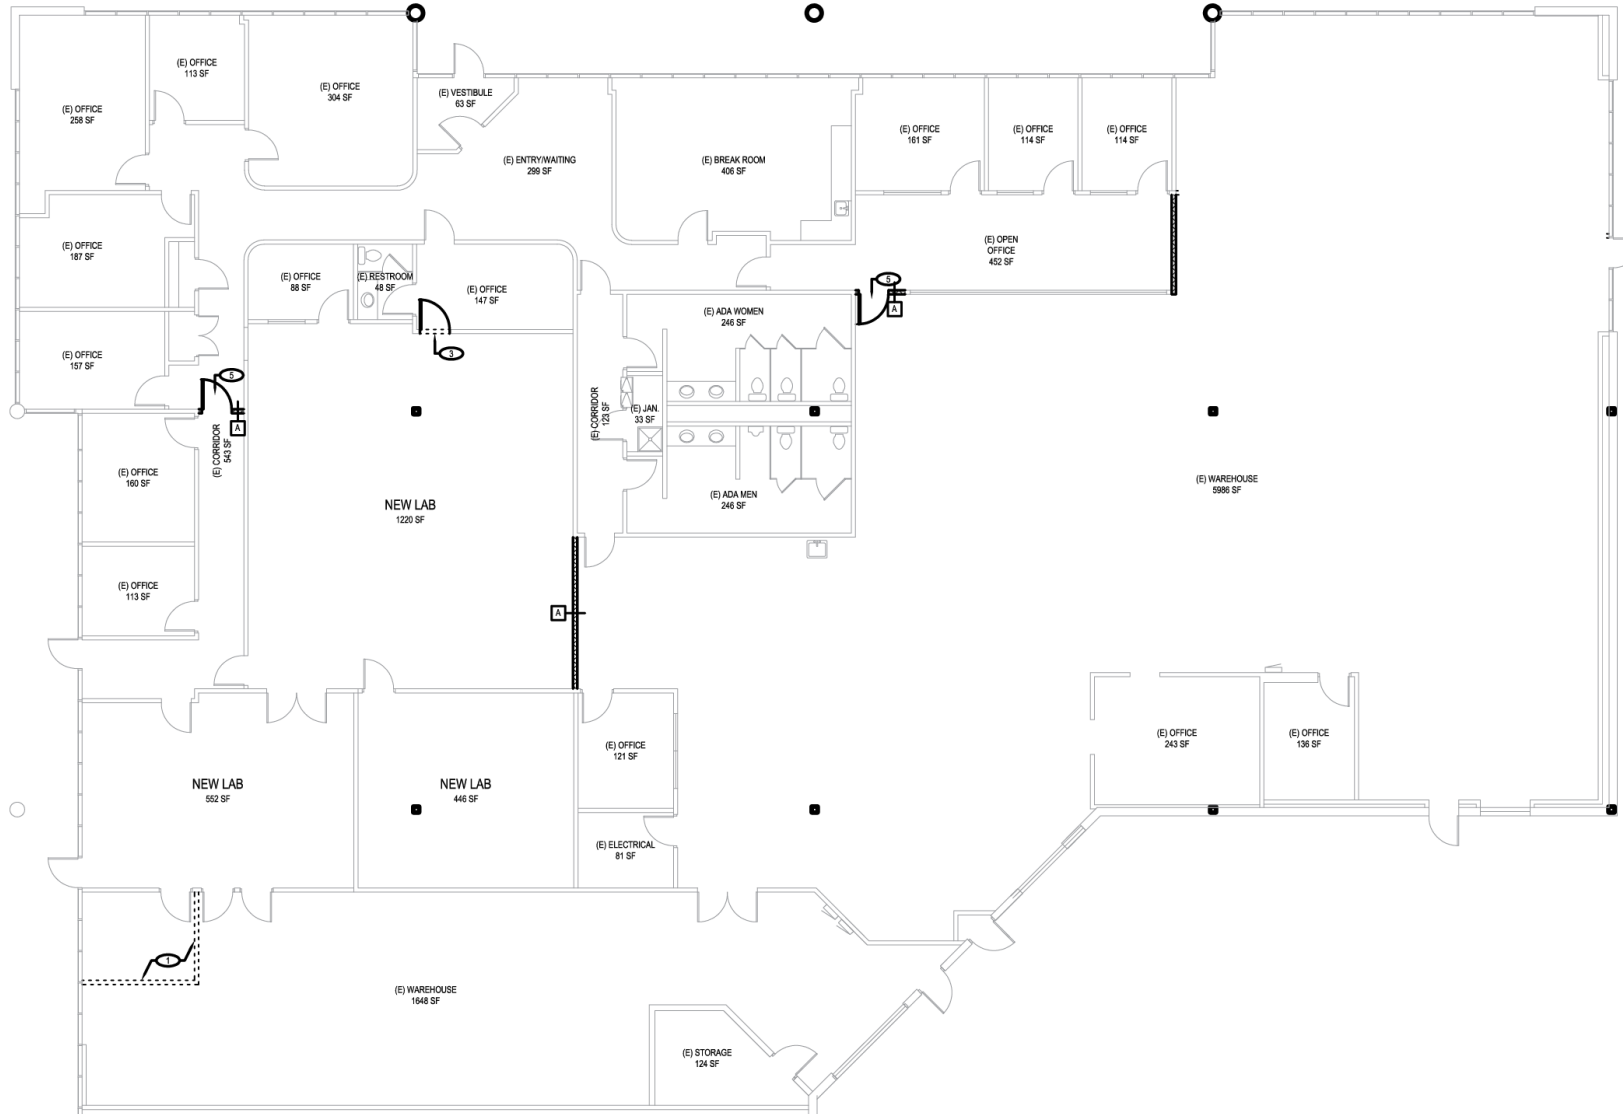 (E) OFFICE
113 SF
(E) OFFICE
304 SF
(E) OFFICE
258 SF
(E) VESTIBULE
63 SF
(E) ENTRY/WAITING
299 SF
(E) BREAK ROOM
406 SF
(E) OFFICE
161 SF
(E) OFFICE
114 SF
(E) OFFICE
114 SF
(E) OFFICE
187 SF
(E) OFFICE
88 SF
(E) RESTROOM
48 SF
(E) OFFICE
147 SF
(E) OPEN
OFFICE
452 SF
5
A
(E) ADA WOMEN
246 SF
3
(E) OFFICE
157 SF
5
A
(E) CORRIDOR
543 SF
(E) CORRIDOR
123 SF
(E) JAN.
33 SF
(E) OFFICE
160 SF
NEW LAB
1220 SF
(E) ADA MEN
246 SF
(E) WAREHOUSE
5986 SF
(E) OFFICE
113 SF
A
(E) OFFICE
121 SF
(E) OFFICE
243 SF
(E) OFFICE
136 SF
NEW LAB
552 SF
NEW LAB
446 SF
(E) ELECTRICAL
81 SF
1
(E) WAREHOUSE
1648 SF
(E) STORAGE
124 SF